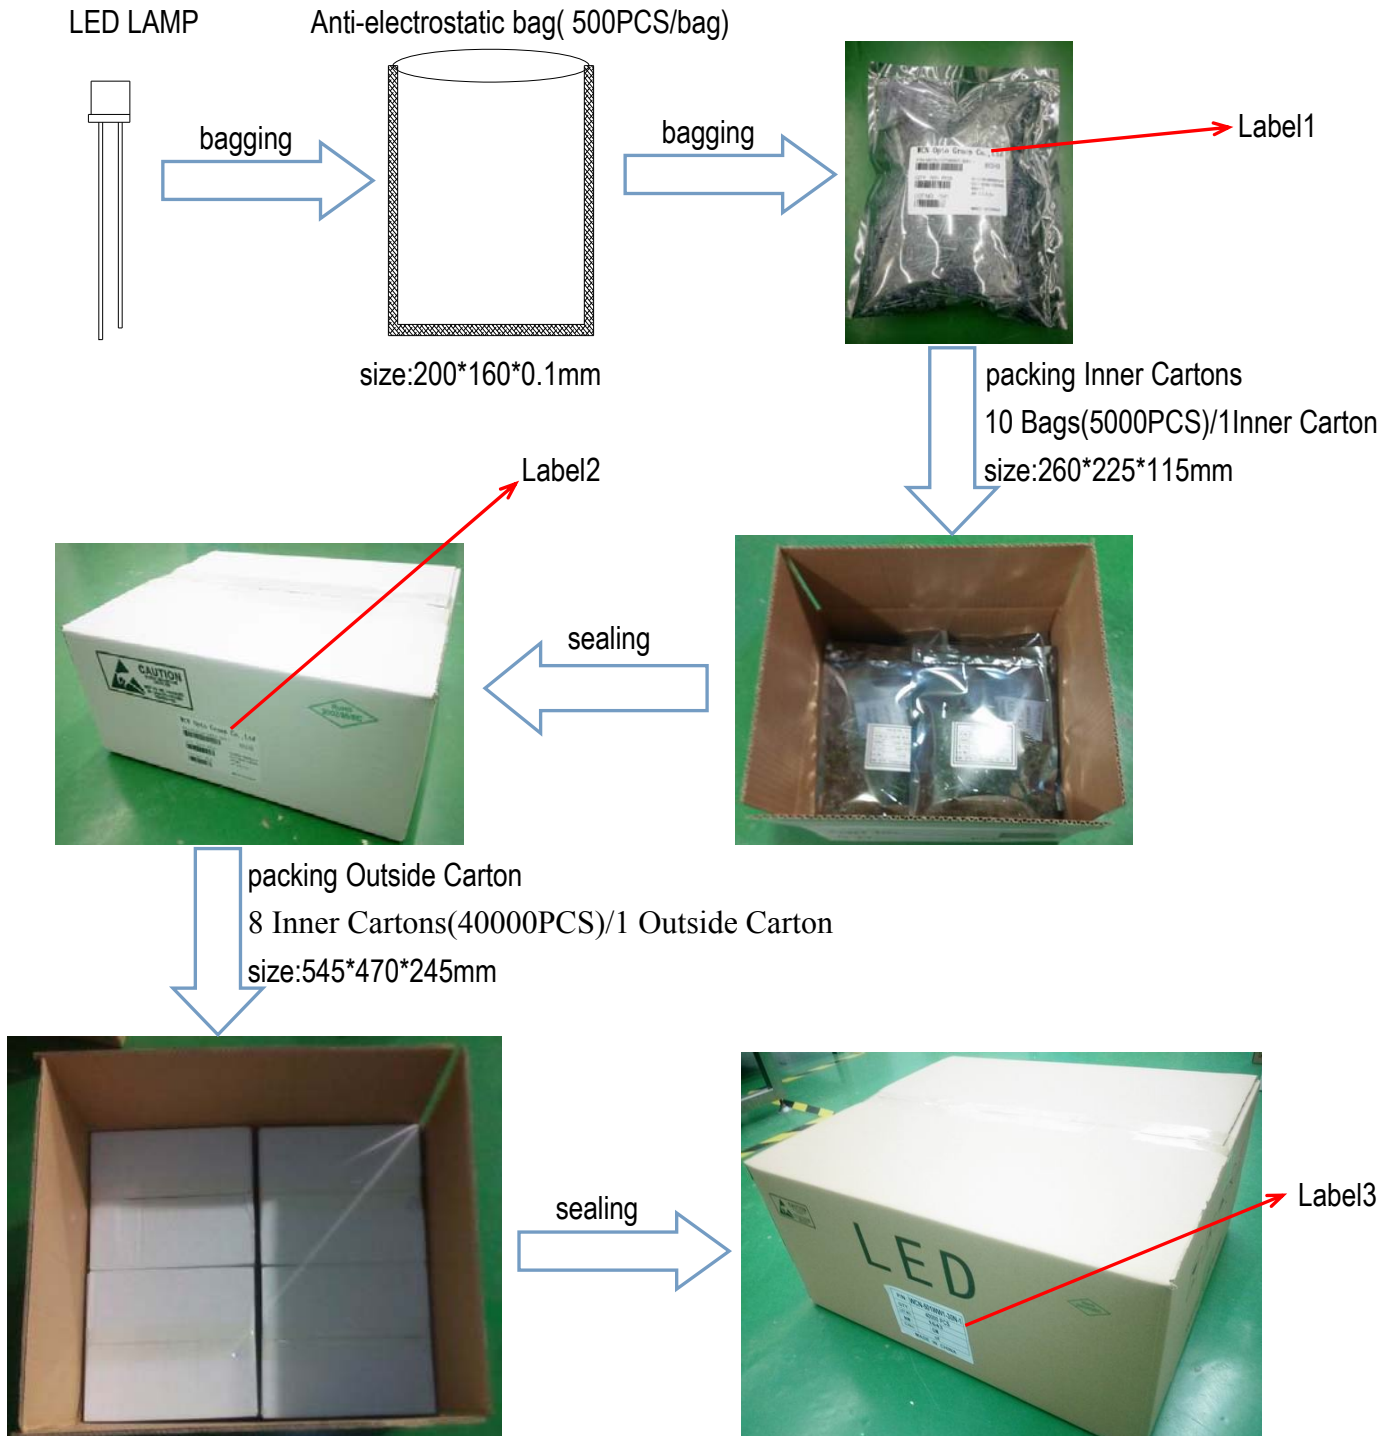 LED LAMP
Anti-electrostatic bag( 500PCS/bag)
bagging
bagging
Label1
size:200*160*0.1mm
packing Inner Cartons
10 Bags(5000PCS)/1Inner Carton
size:260*225*115mm
Label2
sealing
CAUTION
packing Outside Carton
8 Inner Cartons(40000PCS)/1 Outside Carton
size:545*470*245mm
sealing
Label3
LED